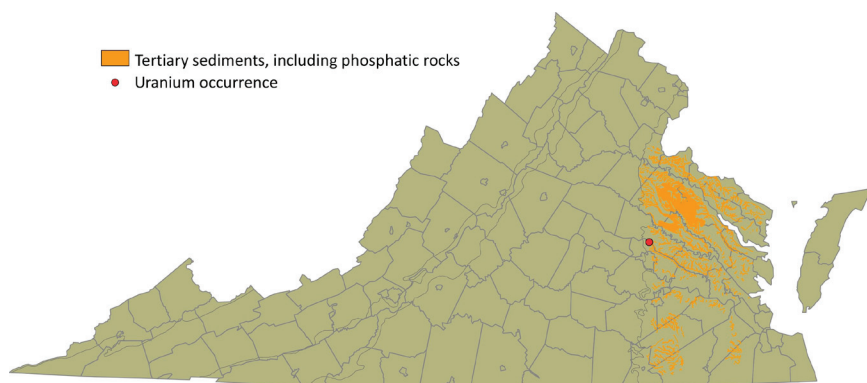 Tertiary sediments, including phosphatic rocks
Uranium occurrence